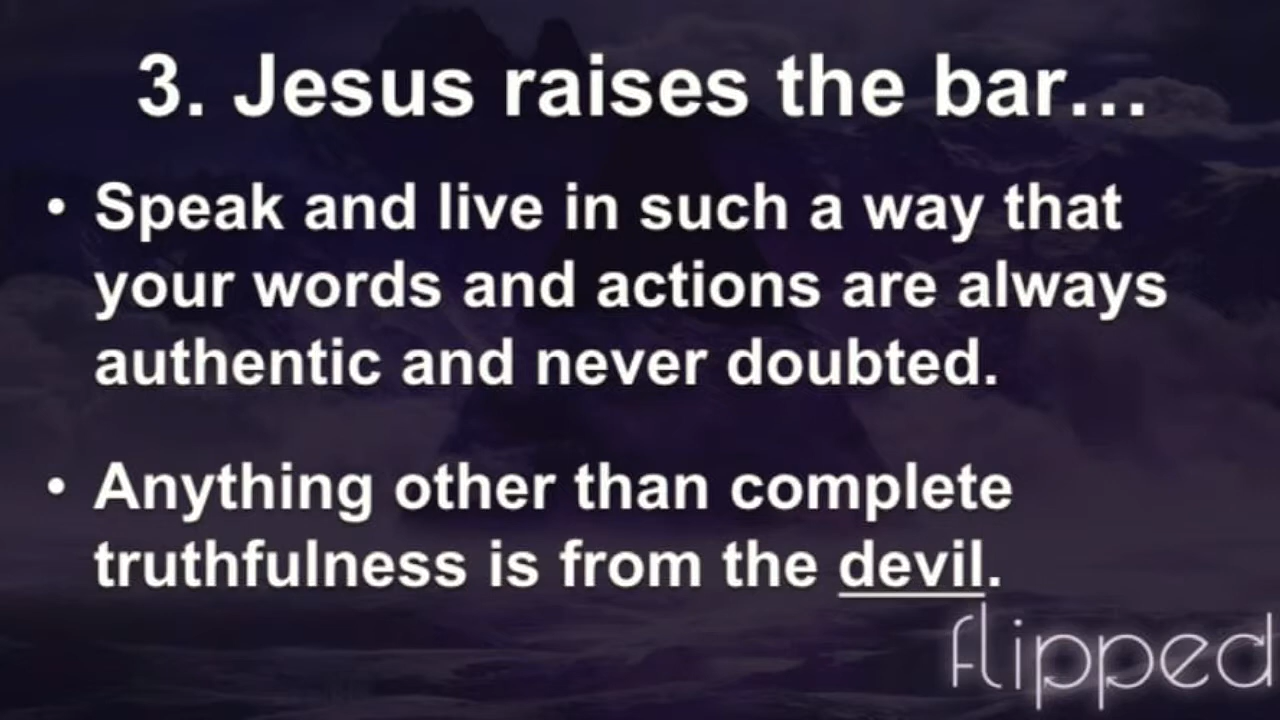 3. Jesus raises the bar…
• Speak and live in such a way that
your words and actions are always
authentic and never doubted.
• Anything other than complete
truthfulness is from the devil.
flipped